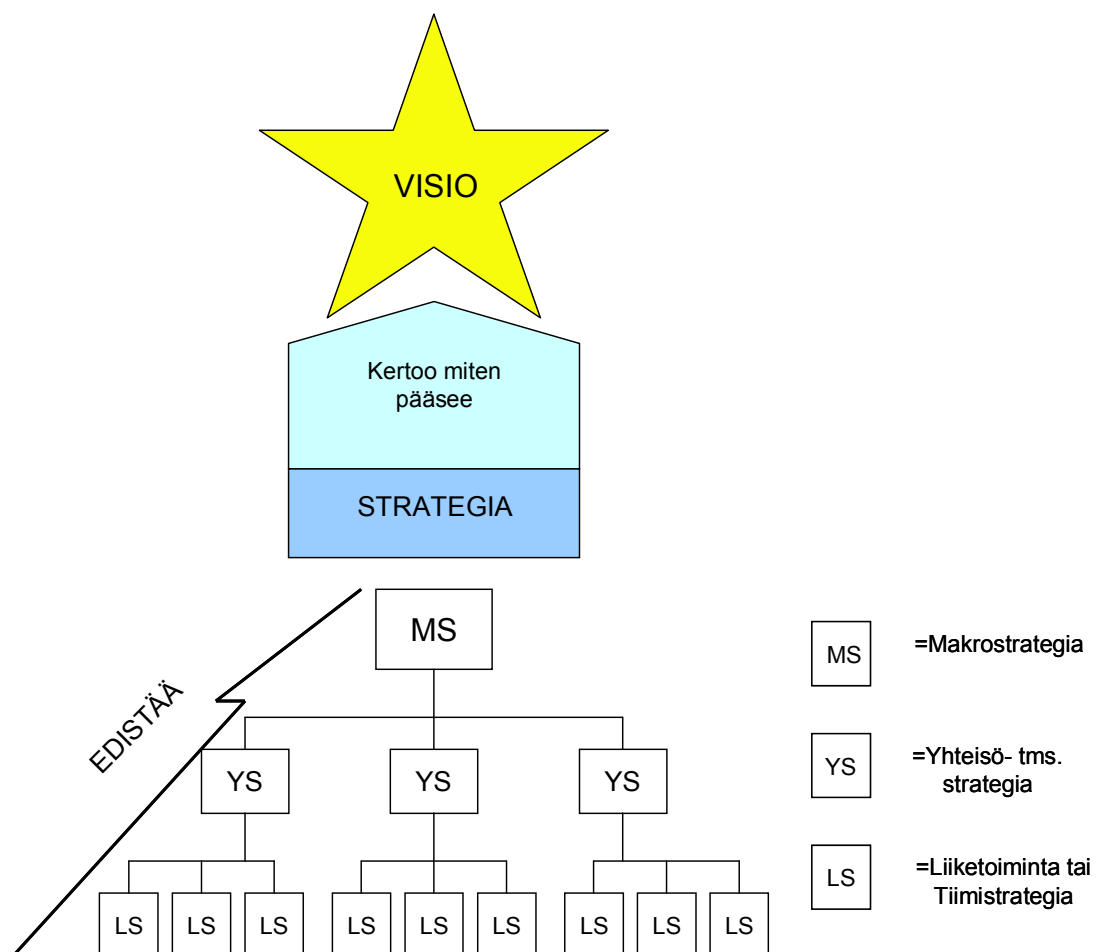 VISIO
Kertoo miten
pääsee
STRATEGIA
MS
EDISTÄÄ
YS YS YS
LS LS LS LS LS LS LS LS LS
MS =Makrostrategia
YS =Yhteisö- tms.
strategia
LS =Liiketoiminta tai
Tiimistrategia